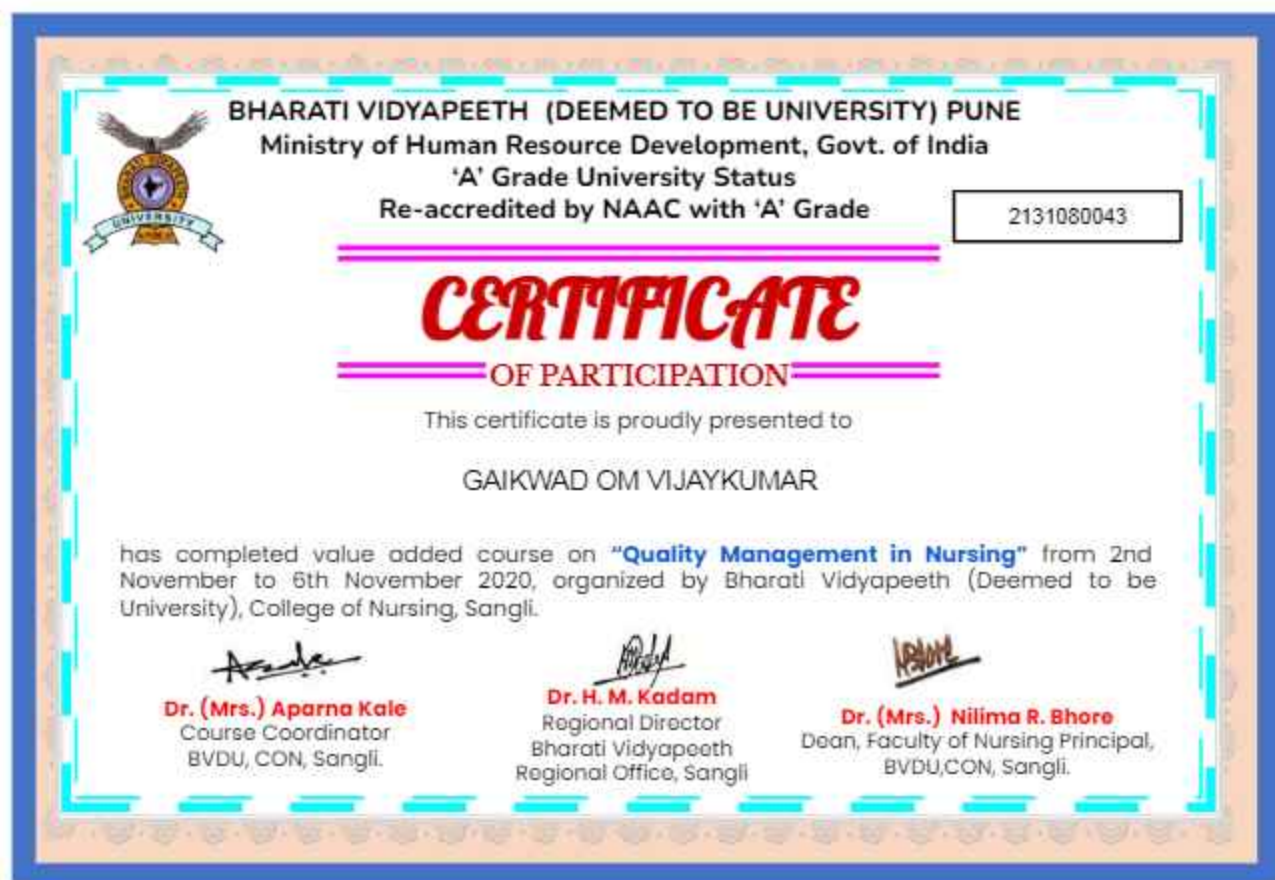 BHARATI VIDYAPEETH (DEEMED TO BE UNIVERSITY) PUNE
Ministry of Human Resource Development, Govt. of India
‘A’ Grade University Status
Re-accredited by NAAC with ‘A’ Grade
2131080043
BHARATI VIDYAPEETH
UNIVERSITY
CERTIFICATE
OF PARTICIPATION
This certificate is proudly presented to
GAIKWAD OM VIJAYKUMAR
has completed value added course on “Quality Management in Nursing” from 2nd
November to 6th November 2020, organized by Bharati Vidyapeeth (Deemed to be
University), College of Nursing, Sangli.
Dr. (Mrs.) Aparna Kale
Course Coordinator
BVDU, CON, Sangli.
Dr. H. M. Kadam
Regional Director
Bharati Vidyapeeth
Regional Office, Sangli
Dr. (Mrs.) Nilima R. Bhore
Dean, Faculty of Nursing Principal,
BVDU,CON, Sangli.